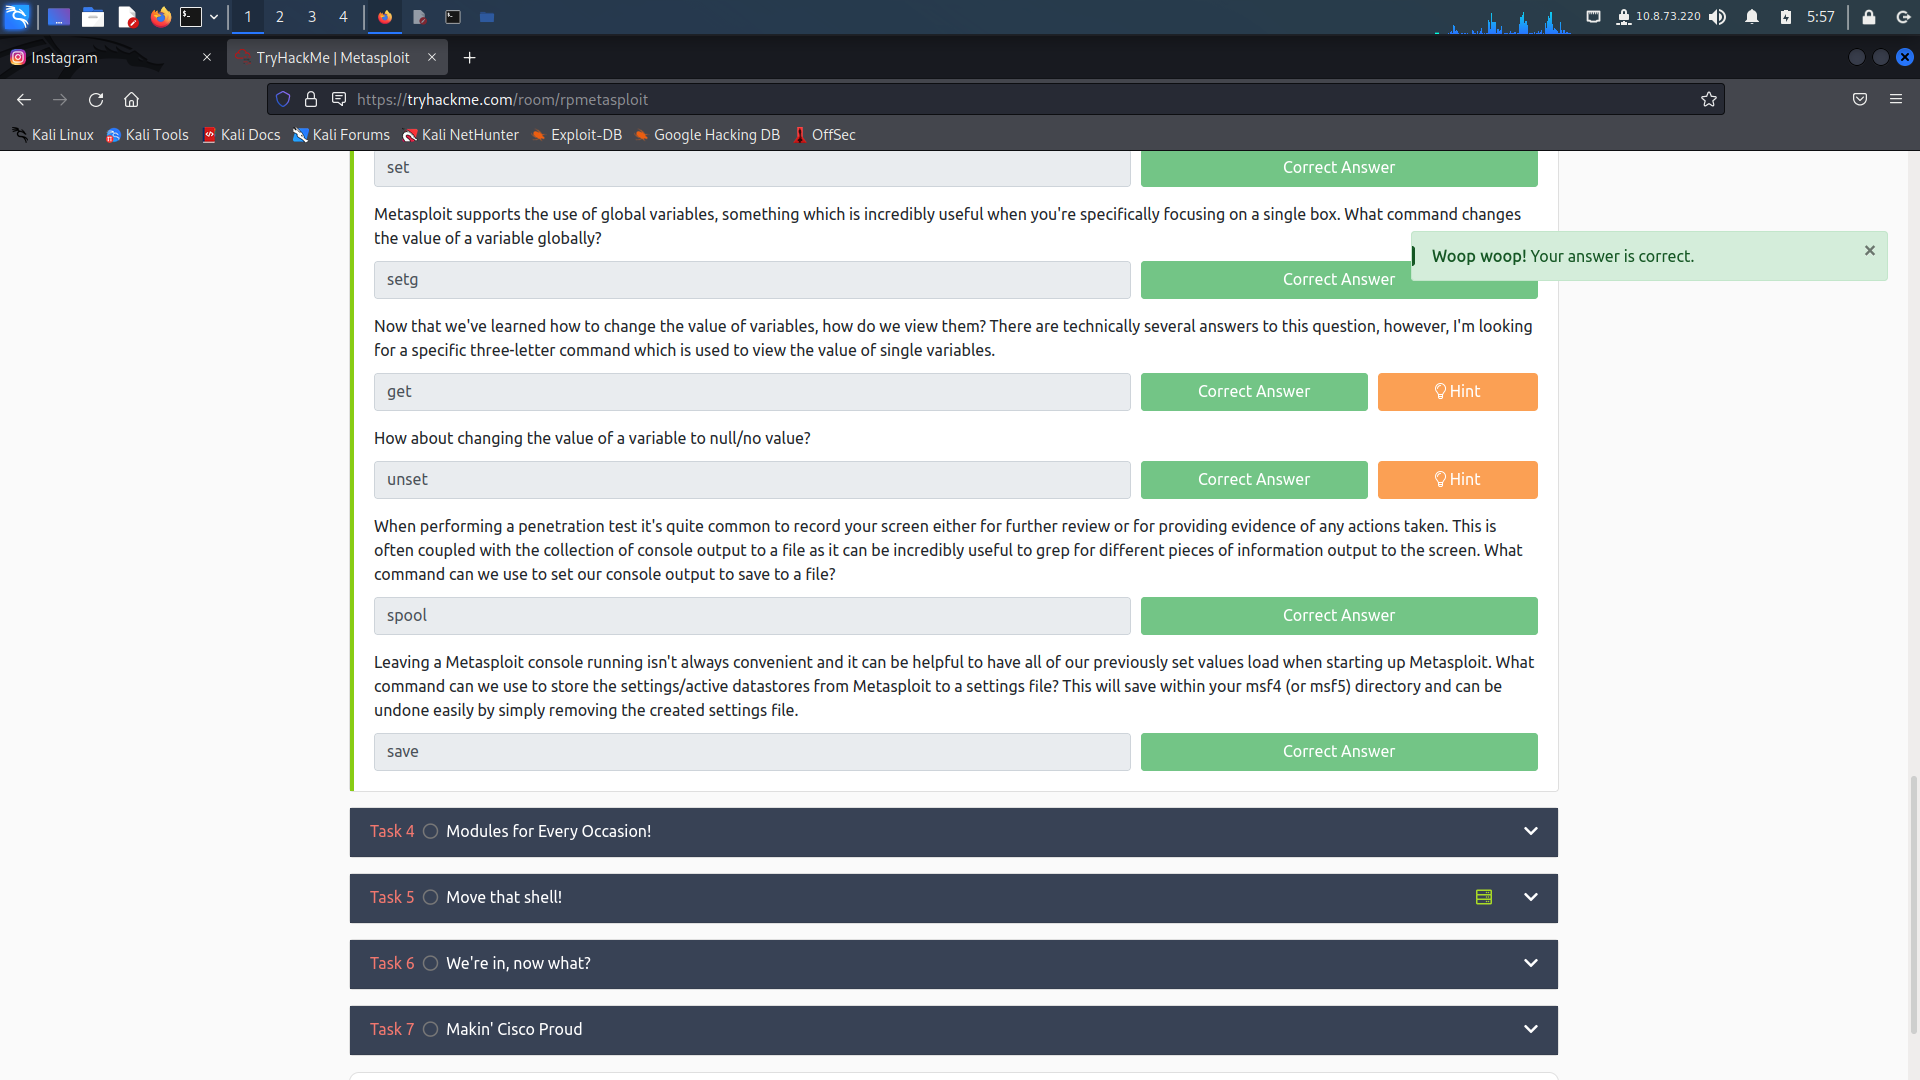 1 2 3 4 10.8.73.220 5:57
Instagram
TryHackMe | Metasploit
https://tryhackme.com/room/rpmetasploit
Kali Linux Kali Tools Kali Docs Kali Forums Kali NetHunter Exploit-DB Google Hacking DB OffSec
set
Correct Answer
Metasploit supports the use of global variables, something which is incredibly useful when you're specifically focusing on a single box. What command changes
the value of a variable globally?
Woop woop! Your answer is correct.
×
setg
Correct Answer
Now that we've learned how to change the value of variables, how do we view them? There are technically several answers to this question, however, I'm looking
for a specific three-letter command which is used to view the value of single variables.
get
Correct Answer
Hint
How about changing the value of a variable to null/no value?
unset
Correct Answer
Hint
When performing a penetration test it's quite common to record your screen either for further review or for providing evidence of any actions taken. This is
often coupled with the collection of console output to a file as it can be incredibly useful to grep for different pieces of information output to the screen. What
command can we use to set our console output to save to a file?
spool
Correct Answer
Leaving a Metasploit console running isn't always convenient and it can be helpful to have all of our previously set values load when starting up Metasploit. What
command can we use to store the settings/active datastores from Metasploit to a settings file? This will save within your msf4 (or msf5) directory and can be
undone easily by simply removing the created settings file.
save
Correct Answer
Task 4 Modules for Every Occasion!
Task 5 Move that shell!
Task 6 We're in, now what?
Task 7 Makin' Cisco Proud